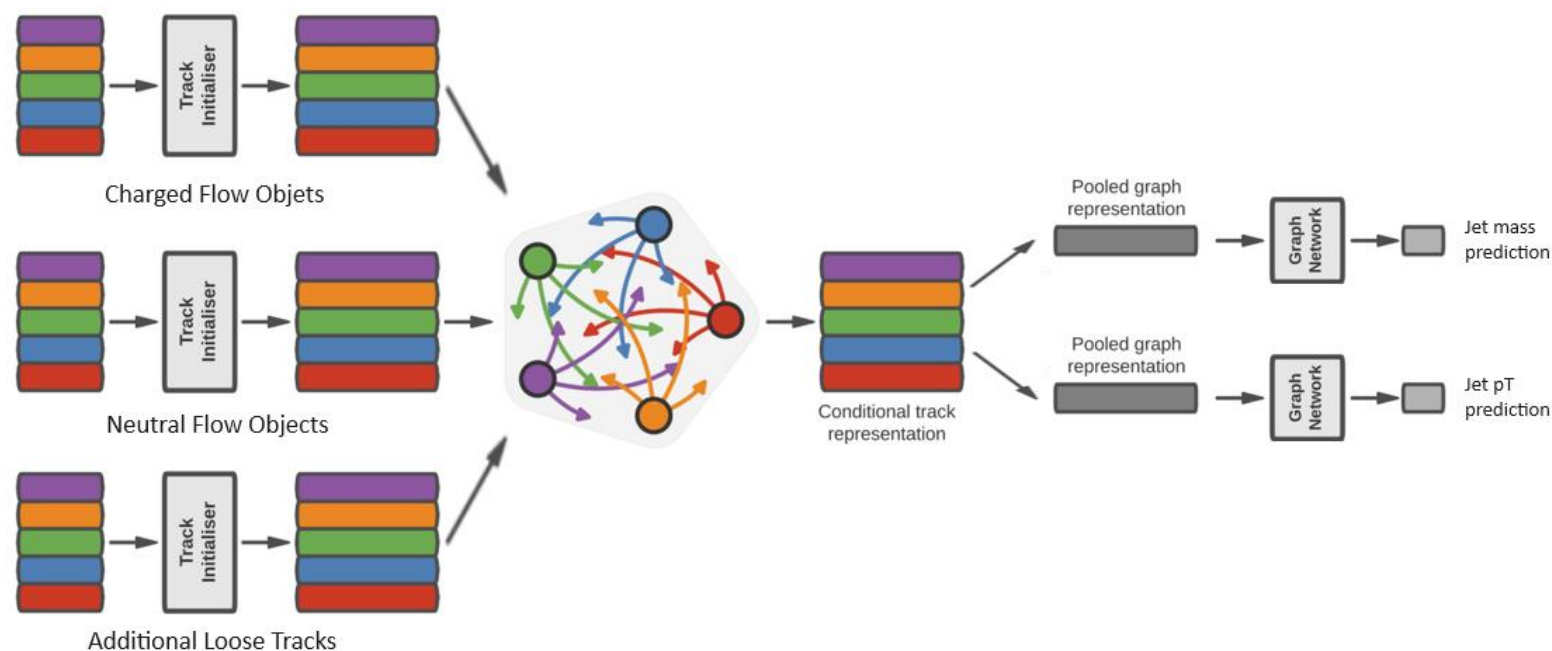 Track
Initialiser
Charged Flow Objets
Track
Initialiser
Neutral Flow Objects
Track
Initialiser
Additional Loose Tracks
Conditional track
representation
Pooled graph
representation
Graph
Network
Jet mass
prediction
Pooled graph
representation
Graph
Network
Jet pT
prediction